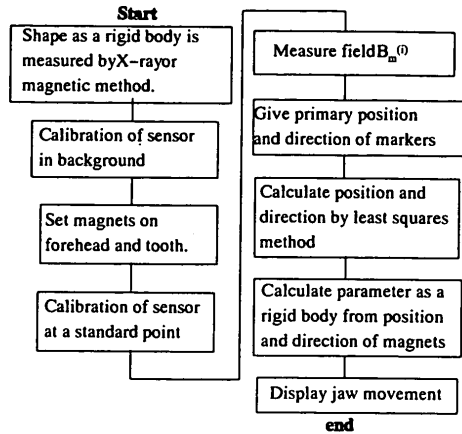 Start
Shape as a rigid body is
measured byX-rayor
magnetic method.
Calibration of sensor
in background
Set magnets on
forehead and tooth.
Calibration of sensor
at a standard point
Measure fieldBₘ⁽ⁱ⁾
Give primary position
and direction of markers
Calculate position and
direction by least squares
method
Calculate parameter as a
rigid body from position
and direction of magnets
Display jaw movement
end